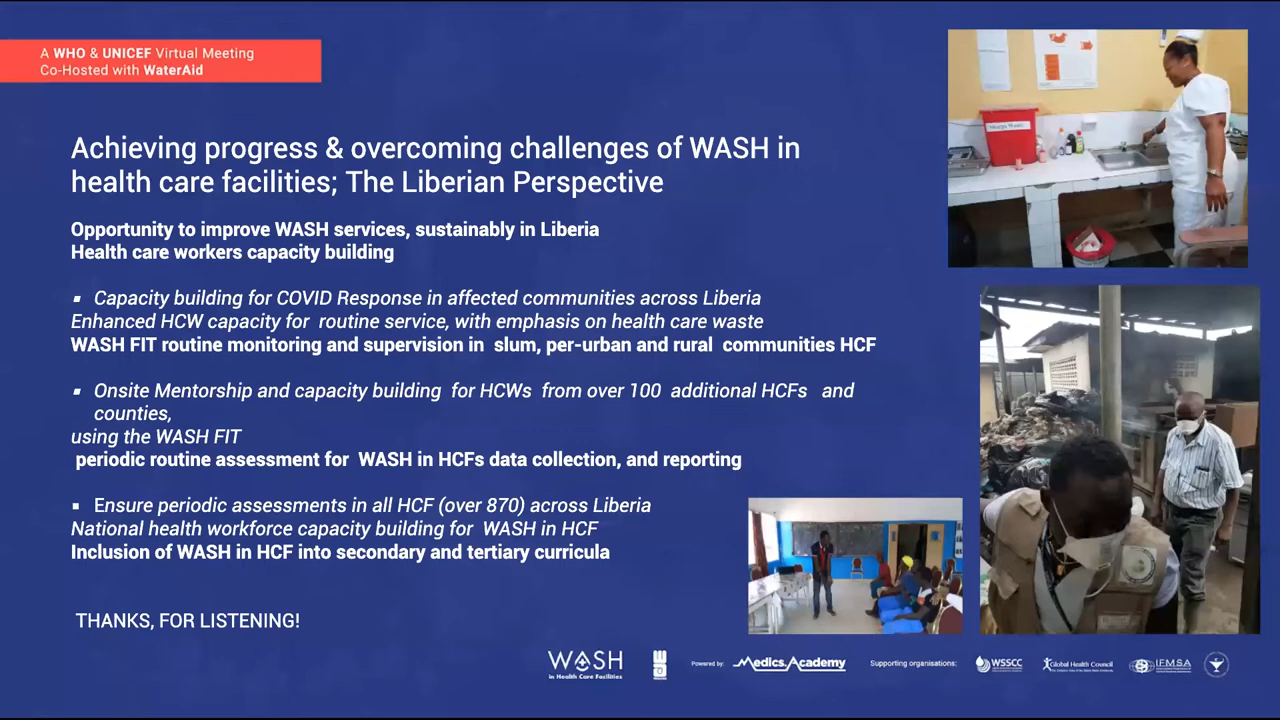 A WHO & UNICEF Virtual Meeting
Co-Hosted with WaterAid
Achieving progress & overcoming challenges of WASH in
health care facilities; The Liberian Perspective
Opportunity to improve WASH services, sustainably in Liberia
Health care workers capacity building
▪ Capacity building for COVID Response in affected communities across Liberia
Enhanced HCW capacity for routine service, with emphasis on health care waste
WASH FIT routine monitoring and supervision in slum, per-urban and rural communities HCF
▪ Onsite Mentorship and capacity building for HCWs from over 100 additional HCFs and
counties,
using the WASH FIT
periodic routine assessment for WASH in HCFs data collection, and reporting
▪ Ensure periodic assessments in all HCF (over 870) across Liberia
National health workforce capacity building for WASH in HCF
Inclusion of WASH in HCF into secondary and tertiary curricula
THANKS, FOR LISTENING!
WASH
in Health Care Facilities
Powered by:
Medics.Academy
Supporting organisations:
WSSCC
Global Health Council
IFMSA